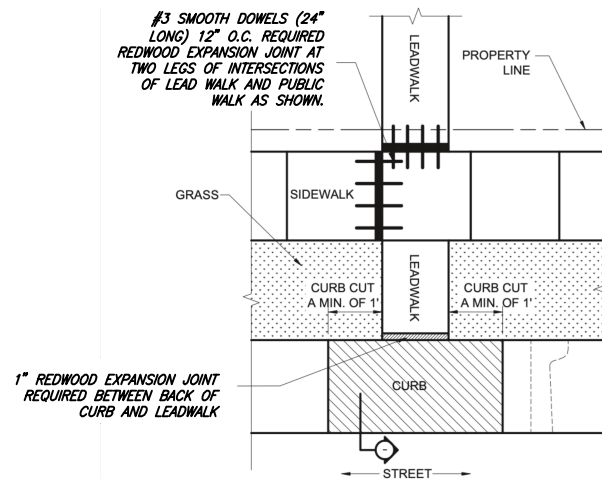 #3 SMOOTH DOWELS (24"
LONG) 12" O.C. REQUIRED
REDWOOD EXPANSION JOINT AT
TWO LEGS OF INTERSECTIONS
OF LEAD WALK AND PUBLIC
WALK AS SHOWN.
LEADWALK
PROPERTY
LINE
GRASS
SIDEWALK
LEADWALK
CURB CUT
A MIN. OF 1'
CURB CUT
A MIN. OF 1'
1" REDWOOD EXPANSION JOINT
REQUIRED BETWEEN BACK OF
CURB AND LEADWALK
CURB
STREET